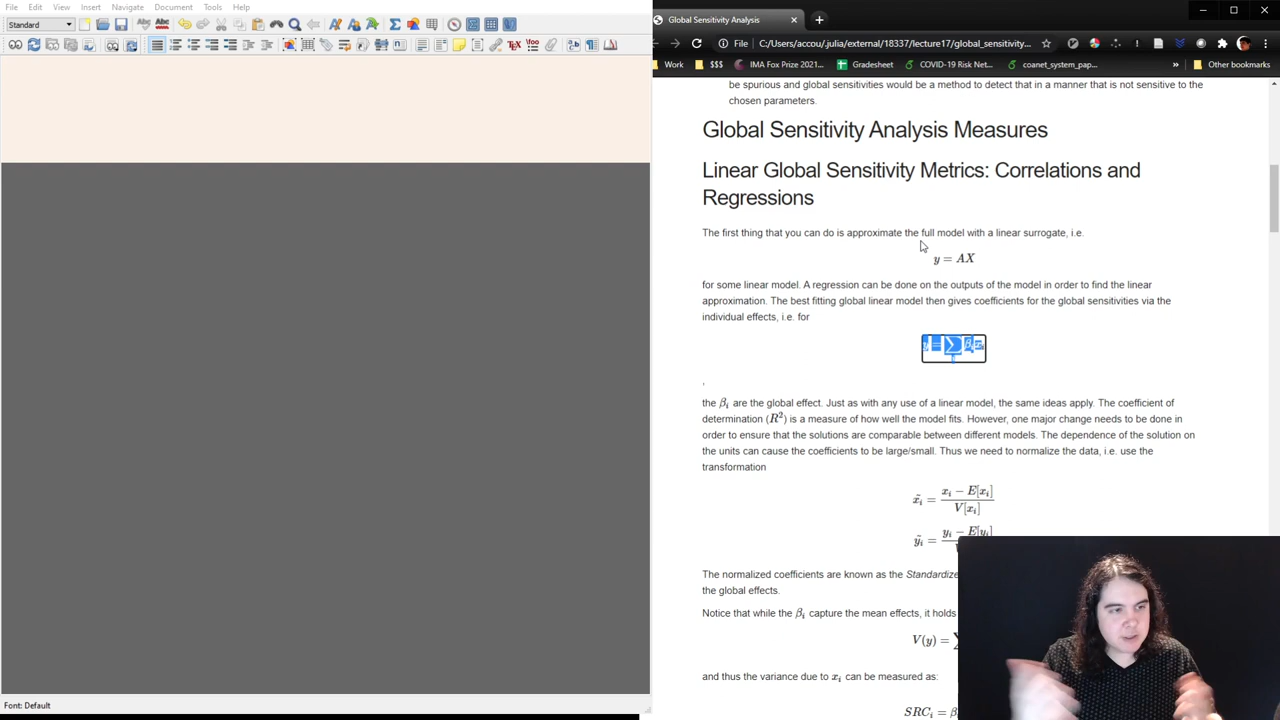 File Edit View Insert Navigate Document Tools Help
Standard
Font: Default
Global Sensitivity Analysis
File C:/Users/accou/.julia/external/18337/lecture17/global_sensitivity...
Work $$$ IMA Fox Prize 2021... Gradesheet COVID-19 Risk Net... coanet_system_pap... » Other bookmarks
be spurious and global sensitivities would be a method to detect that in a manner that is not sensitive to the
chosen parameters.
Global Sensitivity Analysis Measures
Linear Global Sensitivity Metrics: Correlations and
Regressions
The first thing that you can do is approximate the full model with a linear surrogate, i.e.
y = AX
for some linear model. A regression can be done on the outputs of the model in order to find the linear
approximation. The best fitting global linear model then gives coefficients for the global sensitivities via the
individual effects, i.e. for
y = ∑ᵢ βᵢxᵢ
,
the βᵢ are the global effect. Just as with any use of a linear model, the same ideas apply. The coefficient of
determination (R²) is a measure of how well the model fits. However, one major change needs to be done in
order to ensure that the solutions are comparable between different models. The dependence of the solution on
the units can cause the coefficients to be large/small. Thus we need to normalize the data, i.e. use the
transformation
x̃ᵢ = (xᵢ − E[xᵢ]) / V[xᵢ]
ỹᵢ = yᵢ − E[yᵢ]
The normalized coefficients are known as the Standardize
the global effects.
Notice that while the βᵢ capture the mean effects, it holds
V(y) =
and thus the variance due to xᵢ can be measured as:
SRCᵢ = β